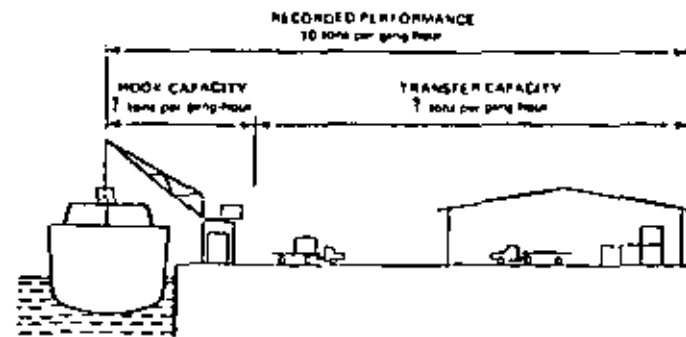 RECORDED PERFORMANCE
10 tons per gang-hour
HOOK CAPACITY
? tons per gang-hour
TRANSFER CAPACITY
? tons per gang-hour